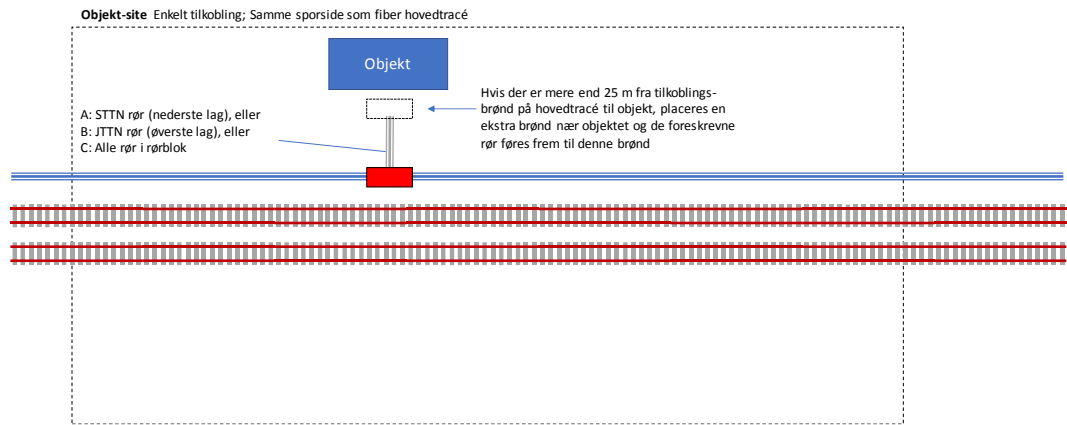 Objekt-site Enkelt tilkobling; Samme sporside som fiber hovedtracé
Objekt
A: STTN rør (nederste lag), eller
B: JTTN rør (øverste lag), eller
C: Alle rør i rørblok
Hvis der er mere end 25 m fra tilkoblings-
brønd på hovedtracé til objekt, placeres en
ekstra brønd nær objektet og de foreskrevne
rør føres frem til denne brønd